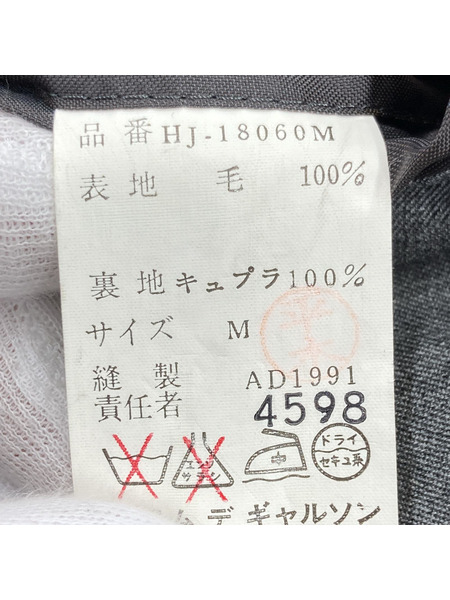 品番 HJ-18060M
表地 毛 100%
裏地 キュプラ 100%
サイズ M
縫製 AD1991
責任者 4598
エンソ サラシ
ドライ
セキユ系
ムデギャルソン